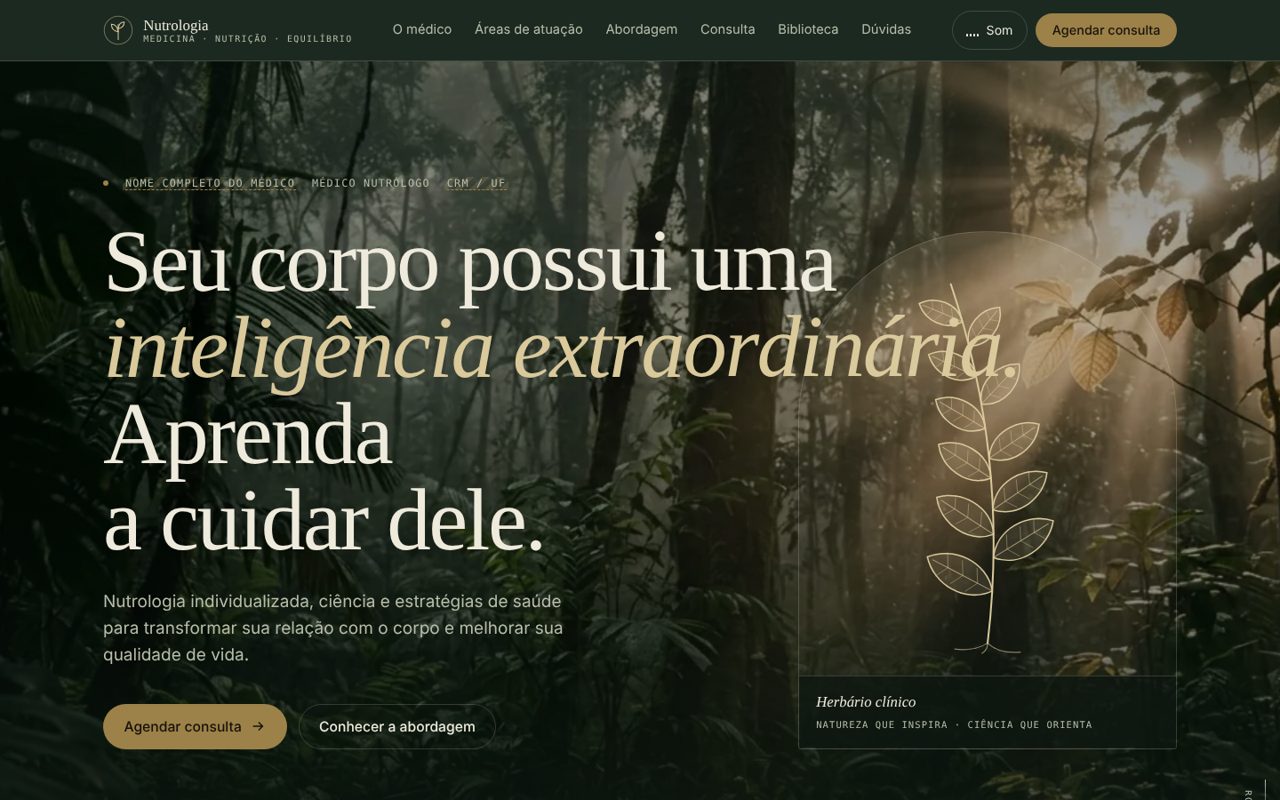 Nutrologia
MEDICINA · NUTRIÇÃO · EQUILÍBRIO
O médico
Áreas de atuação
Abordagem
Consulta
Biblioteca
Dúvidas
Som
Agendar consulta
NOME COMPLETO DO MÉDICO MÉDICO NUTRÓLOGO CRM / UF
Seu corpo possui uma
inteligência extraordinária.
Aprenda
a cuidar dele.
Nutrologia individualizada, ciência e estratégias de saúde
para transformar sua relação com o corpo e melhorar sua
qualidade de vida.
Agendar consulta →
Conhecer a abordagem
Herbário clínico
NATUREZA QUE INSPIRA · CIÊNCIA QUE ORIENTA